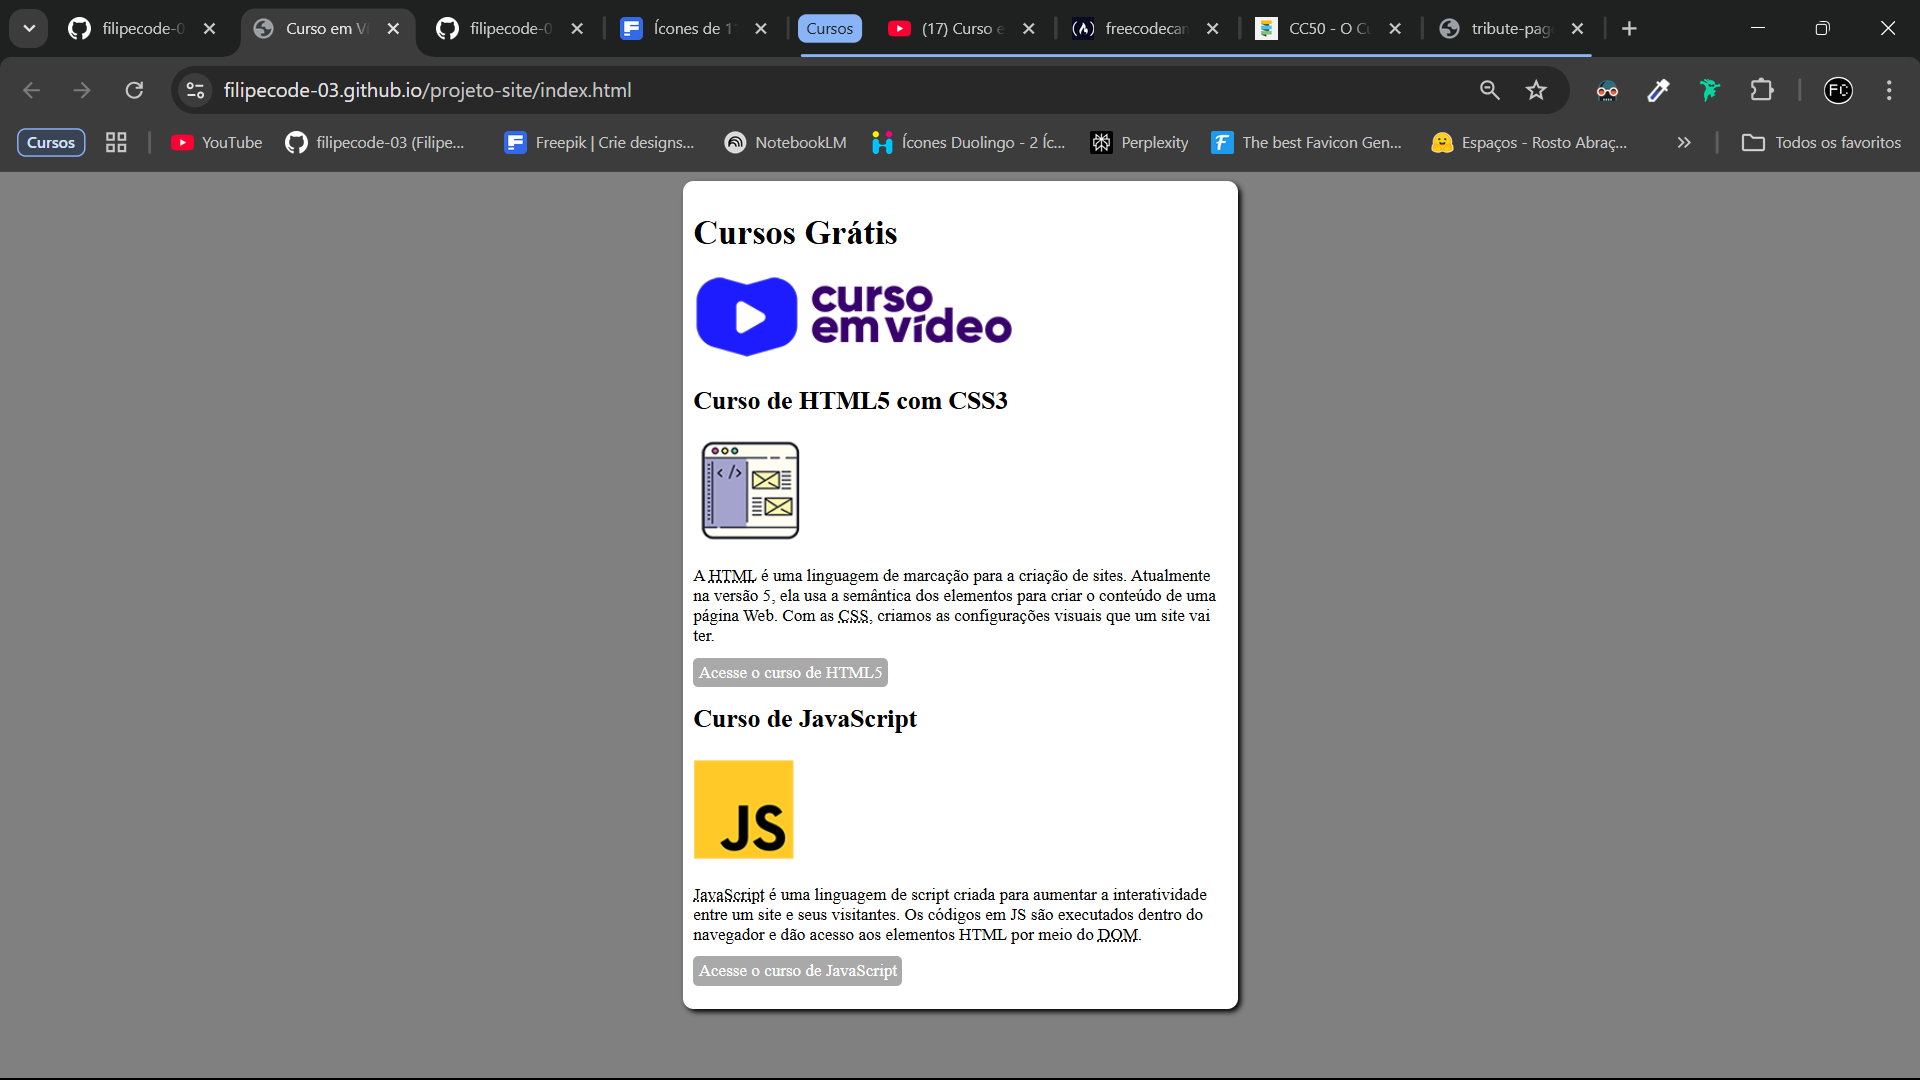 filipecode-0
Curso em Ví
filipecode-0
Ícones de 1
Cursos
(17) Curso e
freecodecam
CC50 - O Cu
tribute-pag
filipecode-03.github.io/projeto-site/index.html
FC
Cursos
YouTube
filipecode-03 (Filipe...
Freepik | Crie designs...
NotebookLM
Ícones Duolingo - 2 Íc...
Perplexity
The best Favicon Gen...
Espaços - Rosto Abraç...
Todos os favoritos
Cursos Grátis
curso
em vídeo
Curso de HTML5 com CSS3
</>
A HTML é uma linguagem de marcação para a criação de sites. Atualmente
na versão 5, ela usa a semântica dos elementos para criar o conteúdo de uma
página Web. Com as CSS, criamos as configurações visuais que um site vai
ter.
Acesse o curso de HTML5
Curso de JavaScript
JS
JavaScript é uma linguagem de script criada para aumentar a interatividade
entre um site e seus visitantes. Os códigos em JS são executados dentro do
navegador e dão acesso aos elementos HTML por meio do DOM.
Acesse o curso de JavaScript